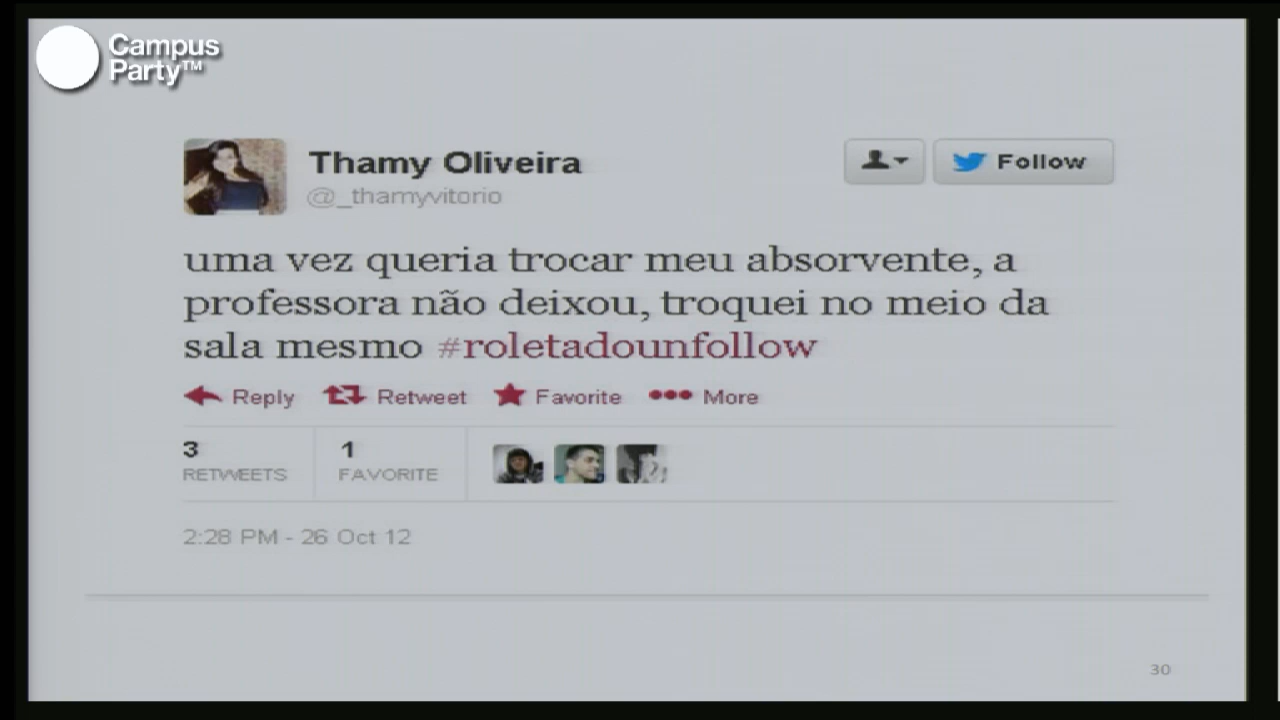 Campus
Party™
Thamy Oliveira
@_thamyvitorio
Follow
uma vez queria trocar meu absorvente, a
professora não deixou, troquei no meio da
sala mesmo #roletadounfollow
Reply Retweet Favorite More
3 1
RETWEETS FAVORITE
2:28 PM - 26 Oct 12
30